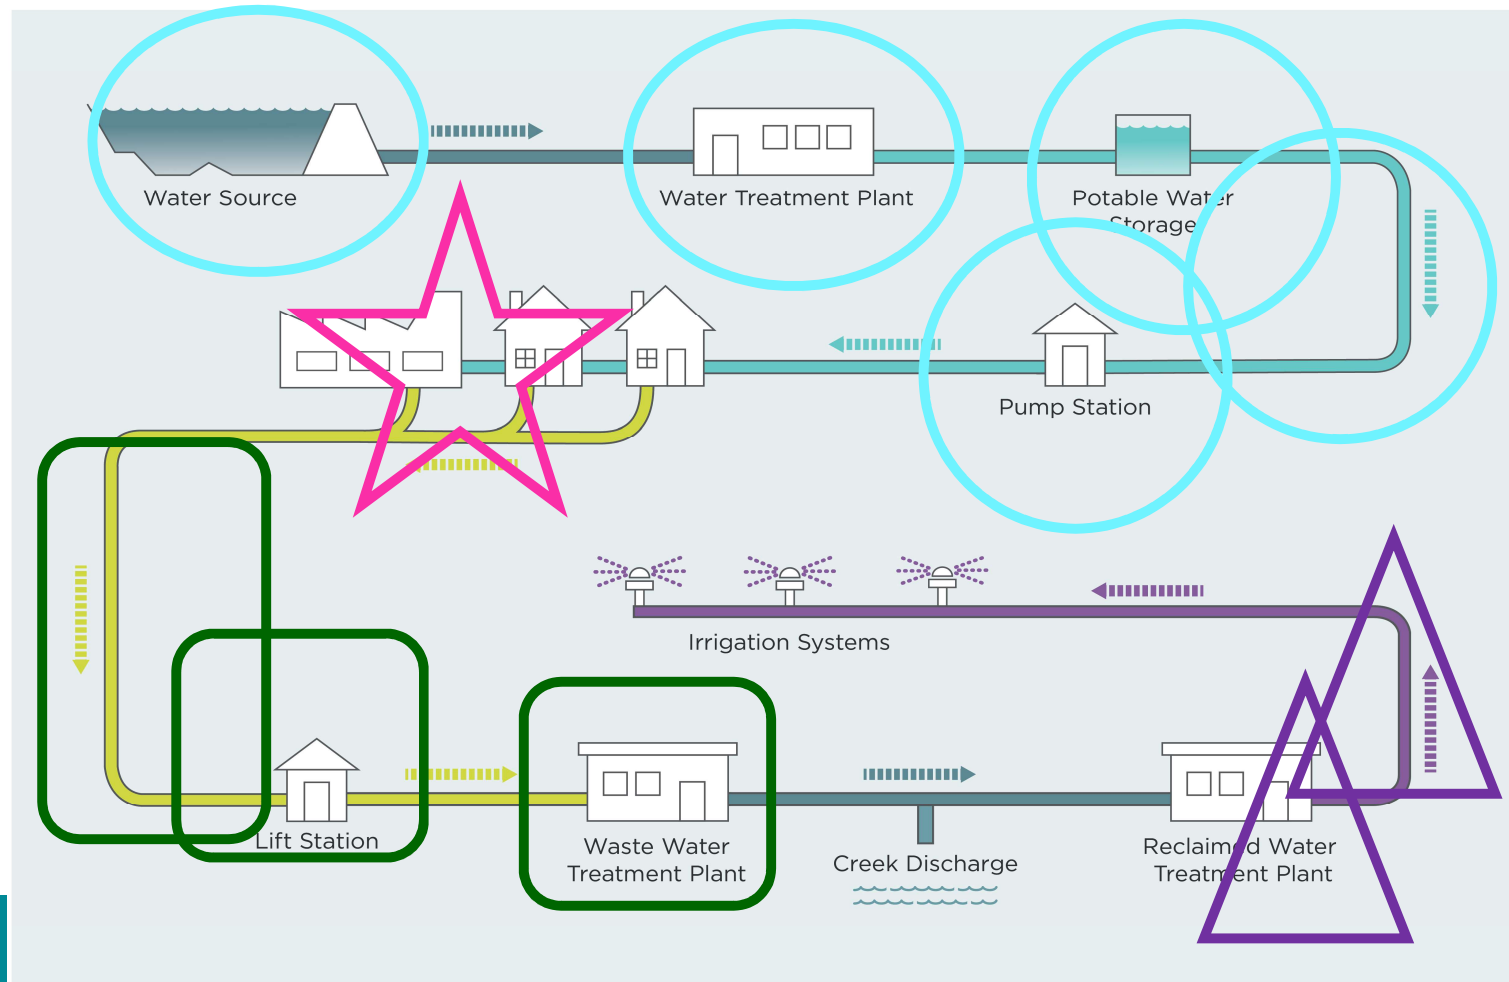 Water Source
Water Treatment Plant
Potable Water
Storage
Pump Station
Irrigation Systems
Lift Station
Waste Water
Treatment Plant
Creek Discharge
Reclaimed Water
Treatment Plant